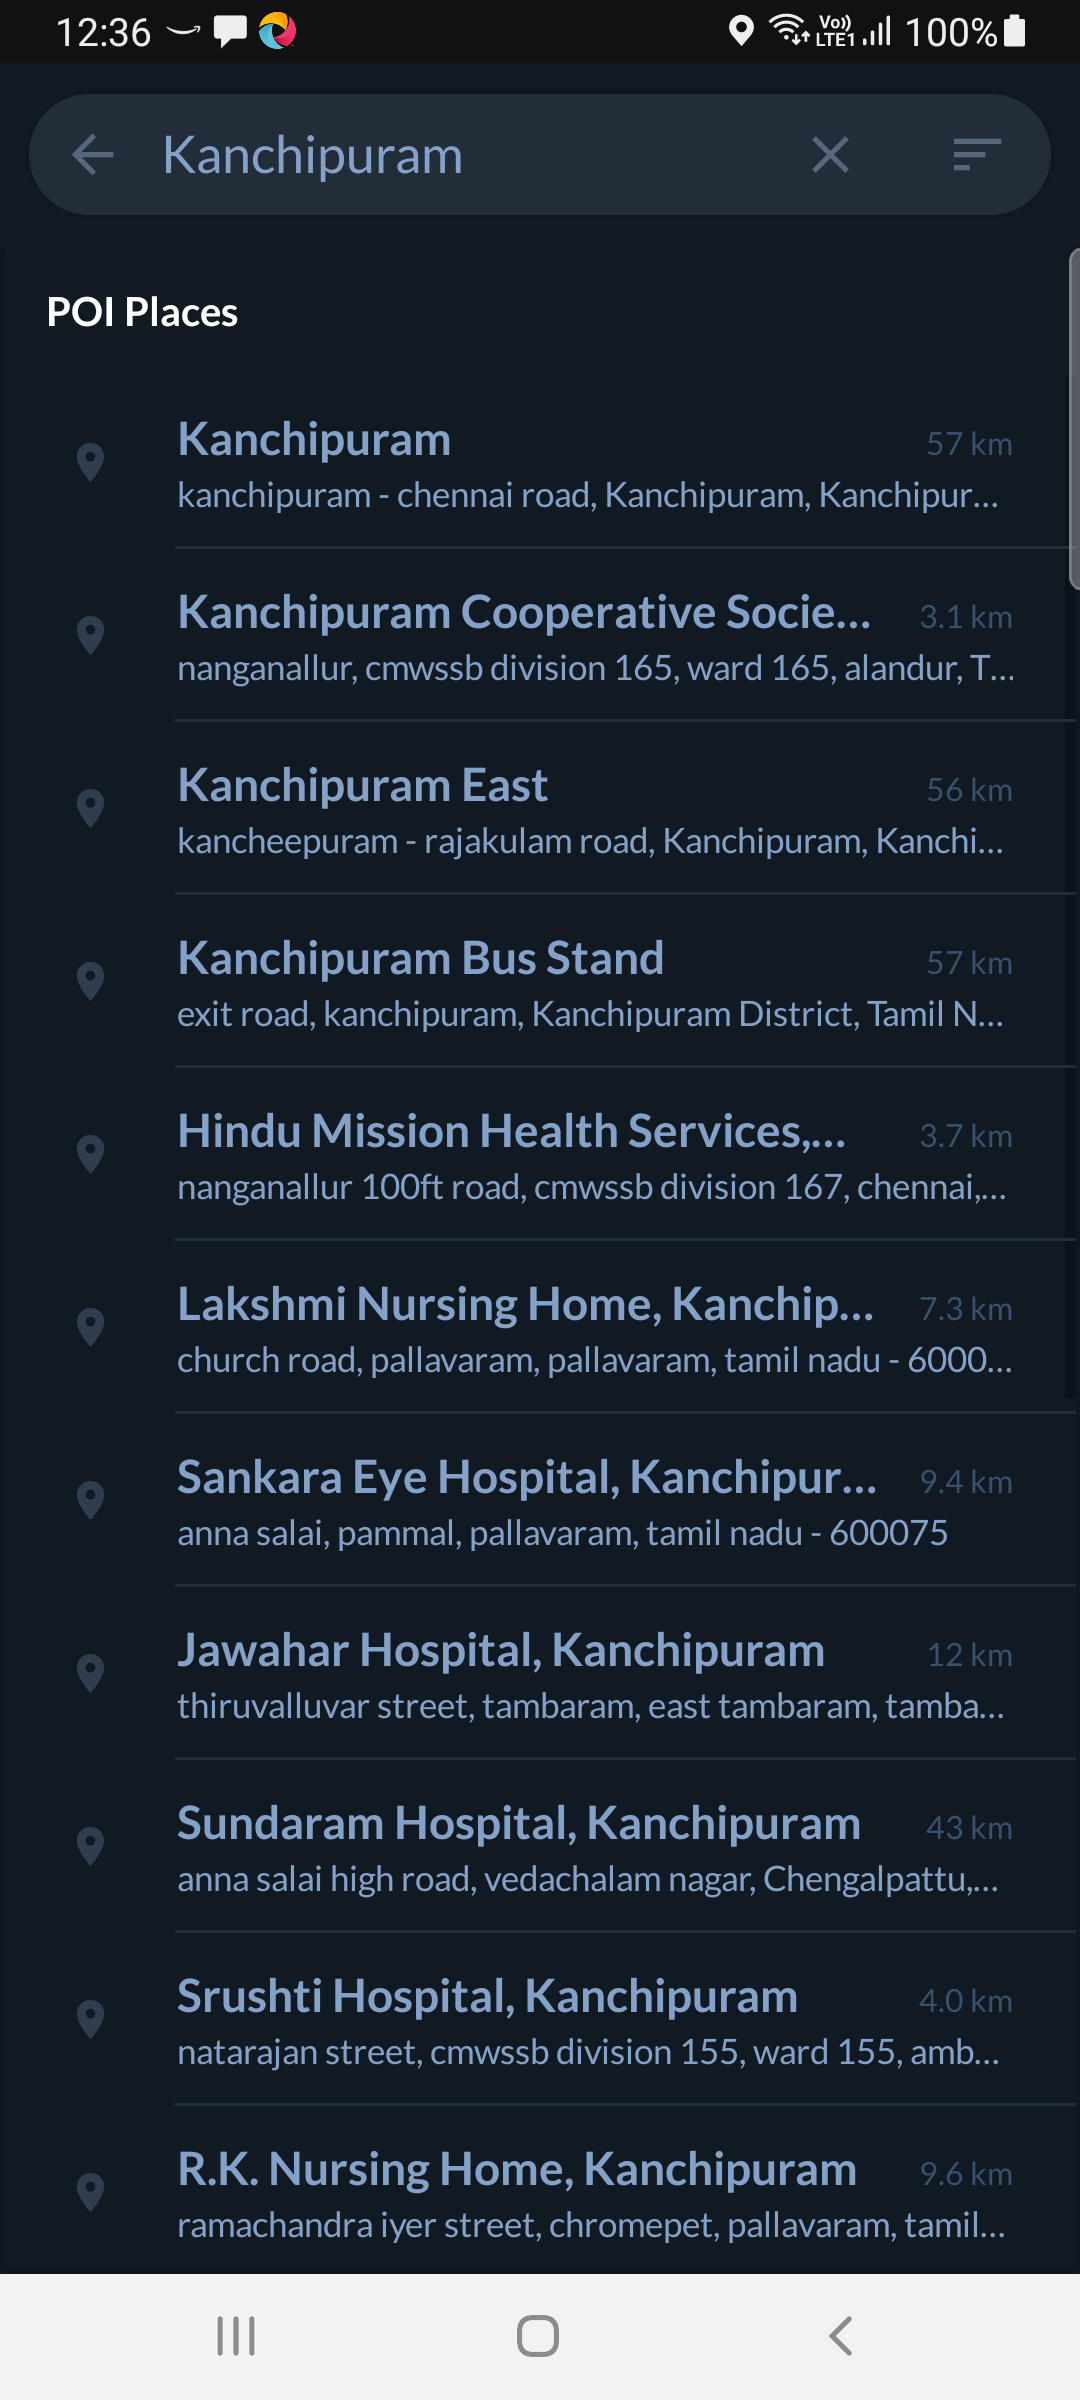 12:36 Vo)) LTE1 100%
Kanchipuram
POI Places
Kanchipuram 57 km
kanchipuram - chennai road, Kanchipuram, Kanchipur...
Kanchipuram Cooperative Socie... 3.1 km
nanganallur, cmwssb division 165, ward 165, alandur, T...
Kanchipuram East 56 km
kancheepuram - rajakulam road, Kanchipuram, Kanchi...
Kanchipuram Bus Stand 57 km
exit road, kanchipuram, Kanchipuram District, Tamil N...
Hindu Mission Health Services,... 3.7 km
nanganallur 100ft road, cmwssb division 167, chennai,...
Lakshmi Nursing Home, Kanchip... 7.3 km
church road, pallavaram, pallavaram, tamil nadu - 6000...
Sankara Eye Hospital, Kanchipur... 9.4 km
anna salai, pammal, pallavaram, tamil nadu - 600075
Jawahar Hospital, Kanchipuram 12 km
thiruvalluvar street, tambaram, east tambaram, tamba...
Sundaram Hospital, Kanchipuram 43 km
anna salai high road, vedachalam nagar, Chengalpattu,...
Srushti Hospital, Kanchipuram 4.0 km
natarajan street, cmwssb division 155, ward 155, amb...
R.K. Nursing Home, Kanchipuram 9.6 km
ramachandra iyer street, chromepet, pallavaram, tamil...